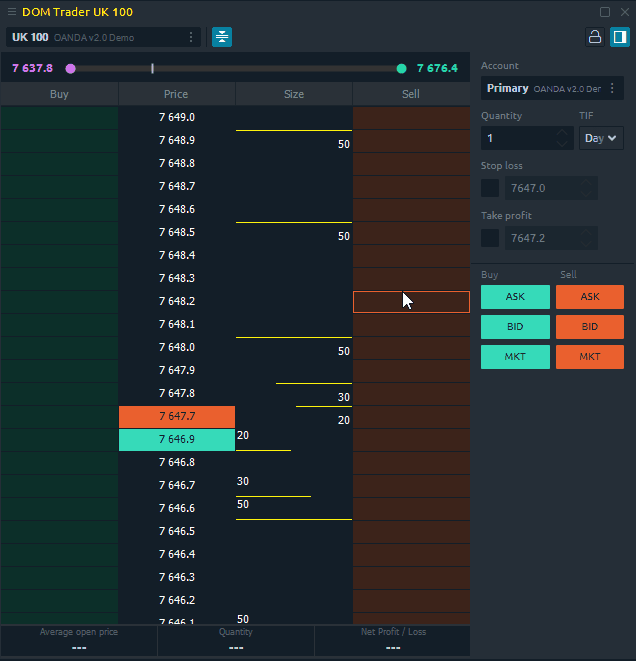 DOM Trader UK 100
UK 100 OANDA v2.0 Demo
7 637.8 7 676.4
Buy Price Size Sell
7 649.0
7 648.9 50
7 648.8
7 648.7
7 648.6
7 648.5 50
7 648.4
7 648.3
7 648.2
7 648.1
7 648.0 50
7 647.9
7 647.8 30
7 647.7 20
7 646.9 20
7 646.8
7 646.7 30
7 646.6 50
7 646.5
7 646.4
7 646.3
7 646.2
7 646.1 50
Average open price Quantity Net Profit / Loss
--- --- ---
Account
Primary OANDA v2.0 Der
Quantity TIF
1 Day
Stop loss
7647.0
Take profit
7647.2
Buy Sell
ASK ASK
BID BID
MKT MKT